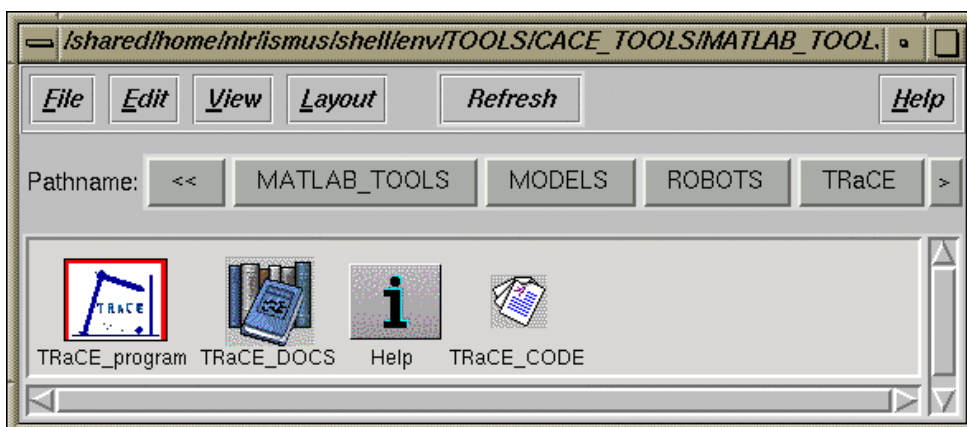 /shared/home/nlr/ismus/shell/env/TOOLS/CACE_TOOLS/MATLAB_TOOL.
File Edit View Layout Refresh Help
Pathname: << MATLAB_TOOLS MODELS ROBOTS TRaCE >
TRaCE
TRaCE_program TRaCE_DOCS Help TRaCE_CODE